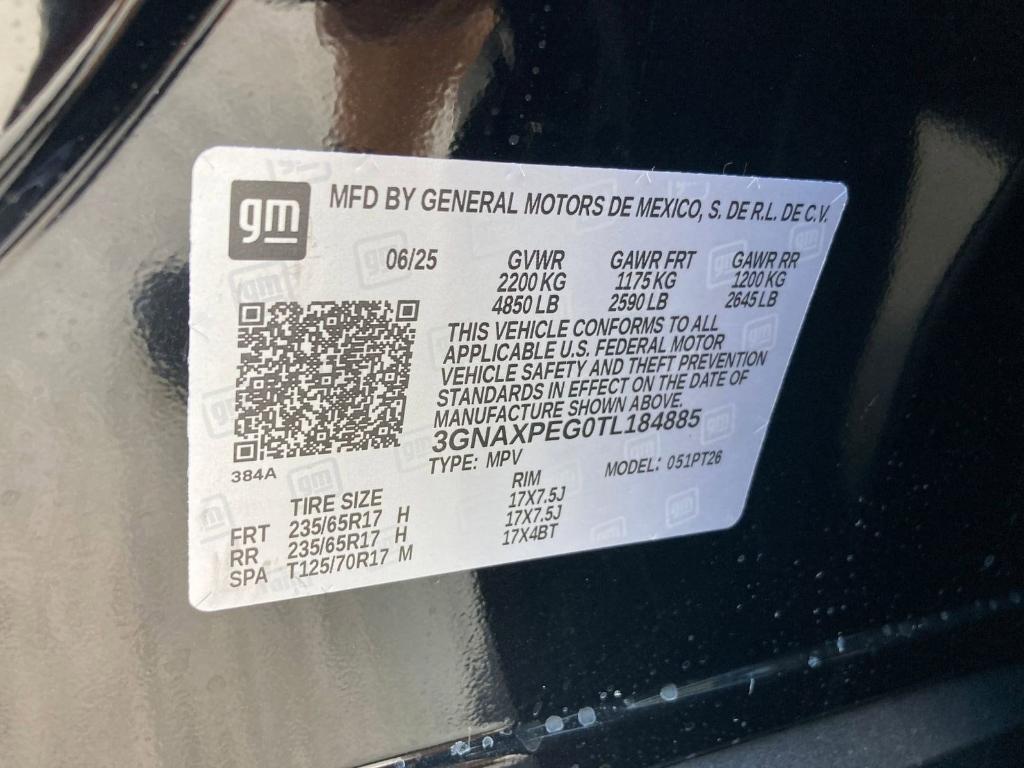 gm
MFD BY GENERAL MOTORS DE MEXICO, S. DE R.L. DE C.V.
06/25 GVWR GAWR FRT GAWR RR
2200 KG 1175 KG 1200 KG
4850 LB 2590 LB 2645 LB
THIS VEHICLE CONFORMS TO ALL
APPLICABLE U.S. FEDERAL MOTOR
VEHICLE SAFETY AND THEFT PREVENTION
STANDARDS IN EFFECT ON THE DATE OF
MANUFACTURE SHOWN ABOVE.
3GNAXPEG0TL184885
TYPE: MPV MODEL: 051PT26
384A
TIRE SIZE RIM
FRT 235/65R17 H 17X7.5J
RR 235/65R17 H 17X7.5J
SPA T125/70R17 M 17X4BT